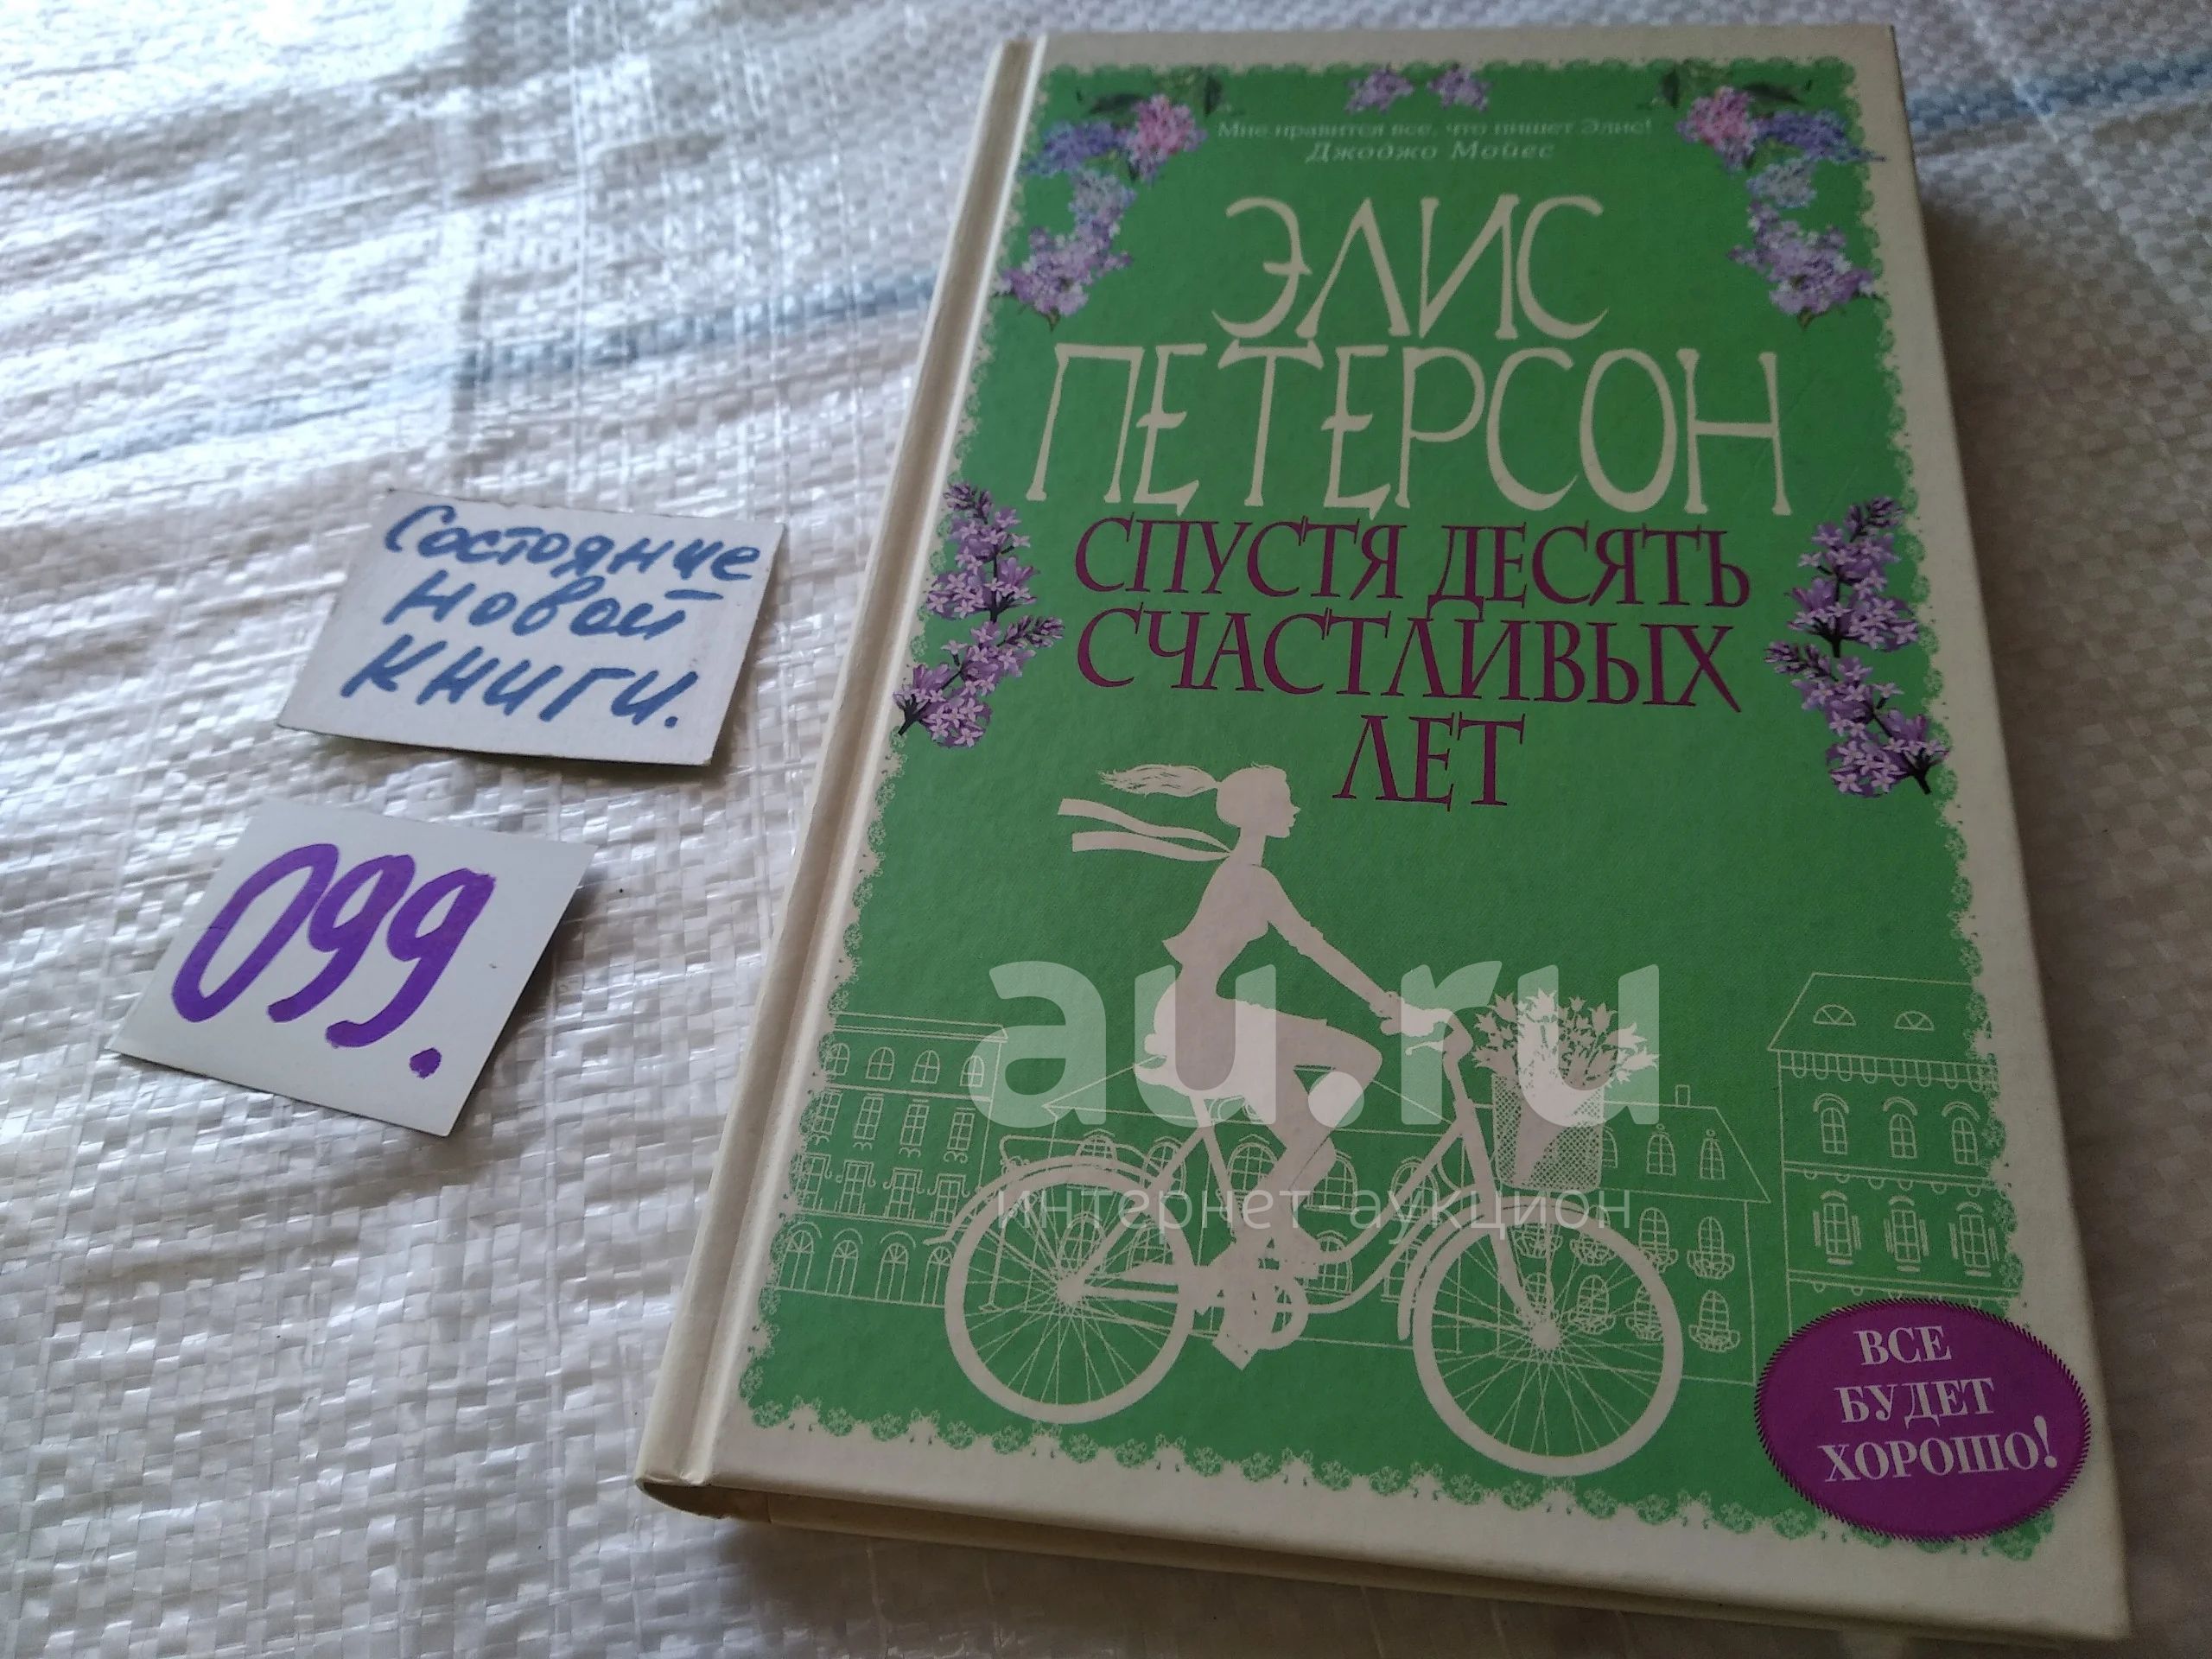 Мне нравится все, что пишет Элис!
Джоджо Мойес
ЭЛИС
ПЕТЕРСОН
СПУСТЯ ДЕСЯТЬ
СЧАСТЛИВЫХ
ЛЕТ
Состояние
новой
книги.
099.
au.ru
интернет аукцион
ВСЕ
БУДЕТ
ХОРОШО!